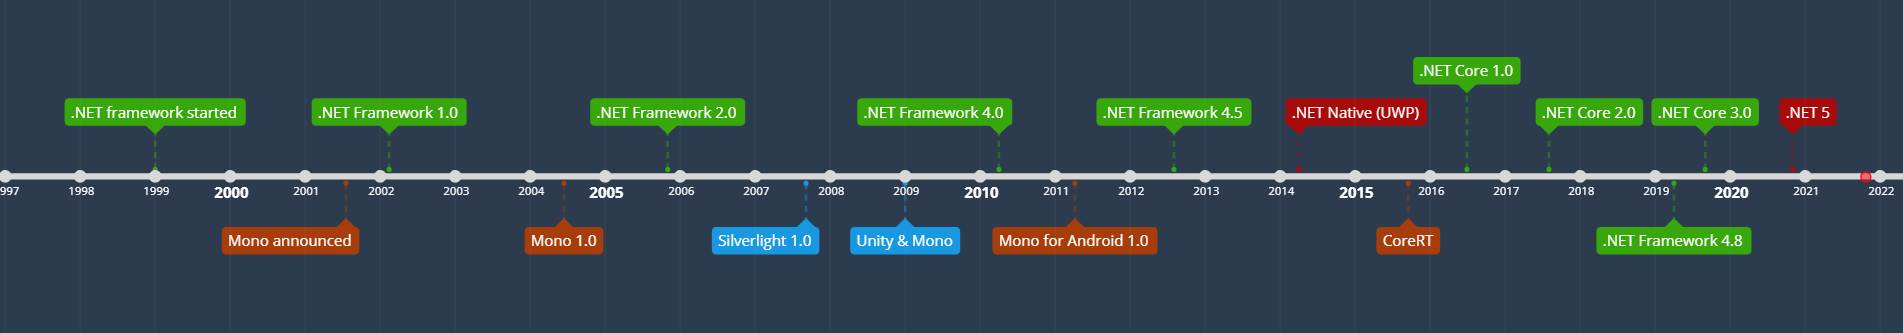 .NET Core 1.0
.NET framework started
.NET Framework 1.0
.NET Framework 2.0
.NET Framework 4.0
.NET Framework 4.5
.NET Native (UWP)
.NET Core 2.0
.NET Core 3.0
.NET 5
997 1998 1999 2000 2001 2002 2003 2004 2005 2006 2007 2008 2009 2010 2011 2012 2013 2014 2015 2016 2017 2018 2019 2020 2021 2022
Mono announced
Mono 1.0
Silverlight 1.0
Unity & Mono
Mono for Android 1.0
CoreRT
.NET Framework 4.8